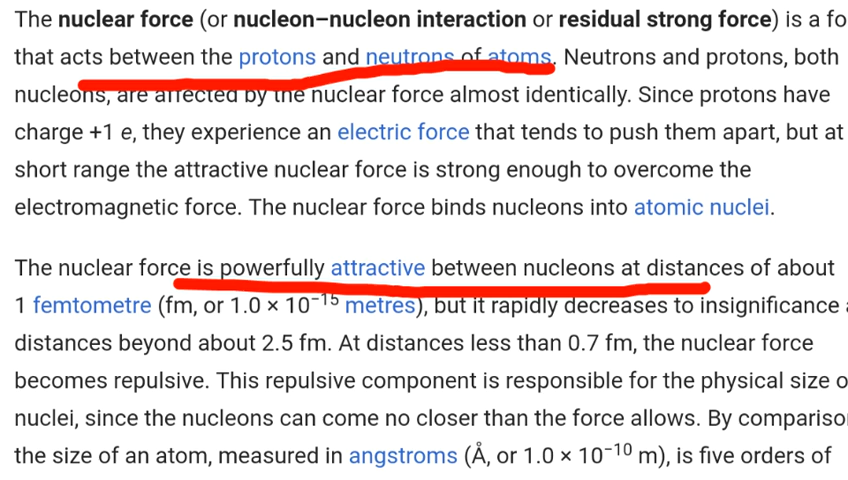 The nuclear force (or nucleon–nucleon interaction or residual strong force) is a fo
that acts between the protons and neutrons of atoms. Neutrons and protons, both
nucleons, are affected by the nuclear force almost identically. Since protons have
charge +1 e, they experience an electric force that tends to push them apart, but at
short range the attractive nuclear force is strong enough to overcome the
electromagnetic force. The nuclear force binds nucleons into atomic nuclei.
The nuclear force is powerfully attractive between nucleons at distances of about
1 femtometre (fm, or 1.0 × 10⁻¹⁵ metres), but it rapidly decreases to insignificance a
distances beyond about 2.5 fm. At distances less than 0.7 fm, the nuclear force
becomes repulsive. This repulsive component is responsible for the physical size o
nuclei, since the nucleons can come no closer than the force allows. By compariso
the size of an atom, measured in angstroms (Å, or 1.0 × 10⁻¹⁰ m), is five orders of